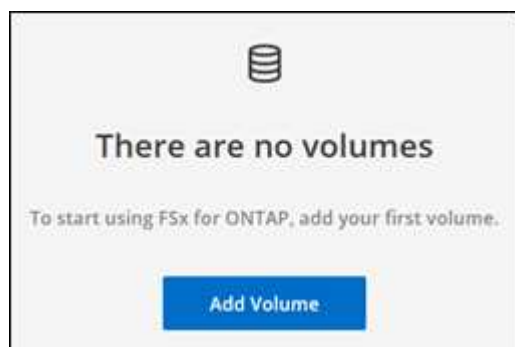 There are no volumes
To start using FSx for ONTAP, add your first volume.
Add Volume